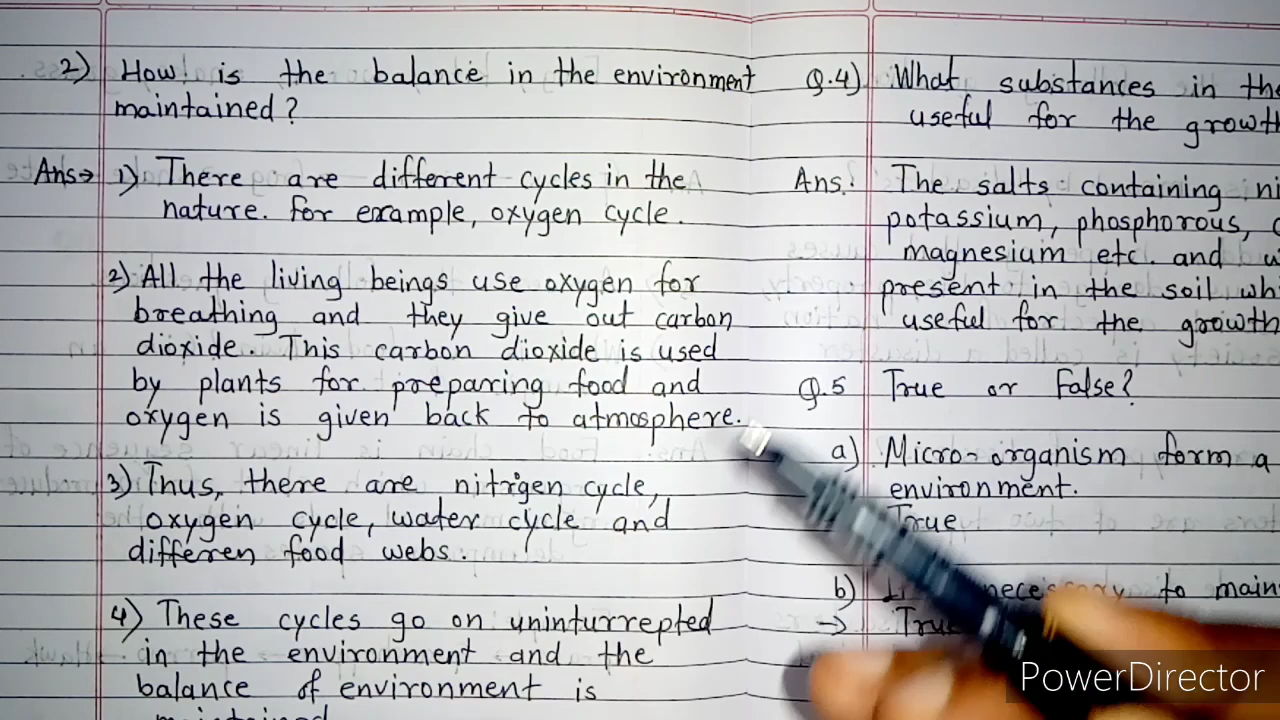 2) How is the balance in the environment
maintained?
Ans→ 1) There are different cycles in the
nature. for example, oxygen cycle.
2) All the living beings use oxygen for
breathing and they give out carbon
dioxide. This carbon dioxide is used
by plants for preparing food and
oxygen is given back to atmosphere.
3) Thus, there are nitrgen cycle,
oxygen cycle, water cycle and
differen food webs.
4) These cycles go on uninturrepted
in the environment and the
balance of environment is
maintained
Q.4) What substances in the
useful for the growth
Ans: The salts containing ni
potassium, phosphorous,
magnesium etc. and w
present in the soil whi
useful for the growth
Q.5 True or False?
a) Micro-organism form a
environment.
True
b) necessary to main
→ True
PowerDirector